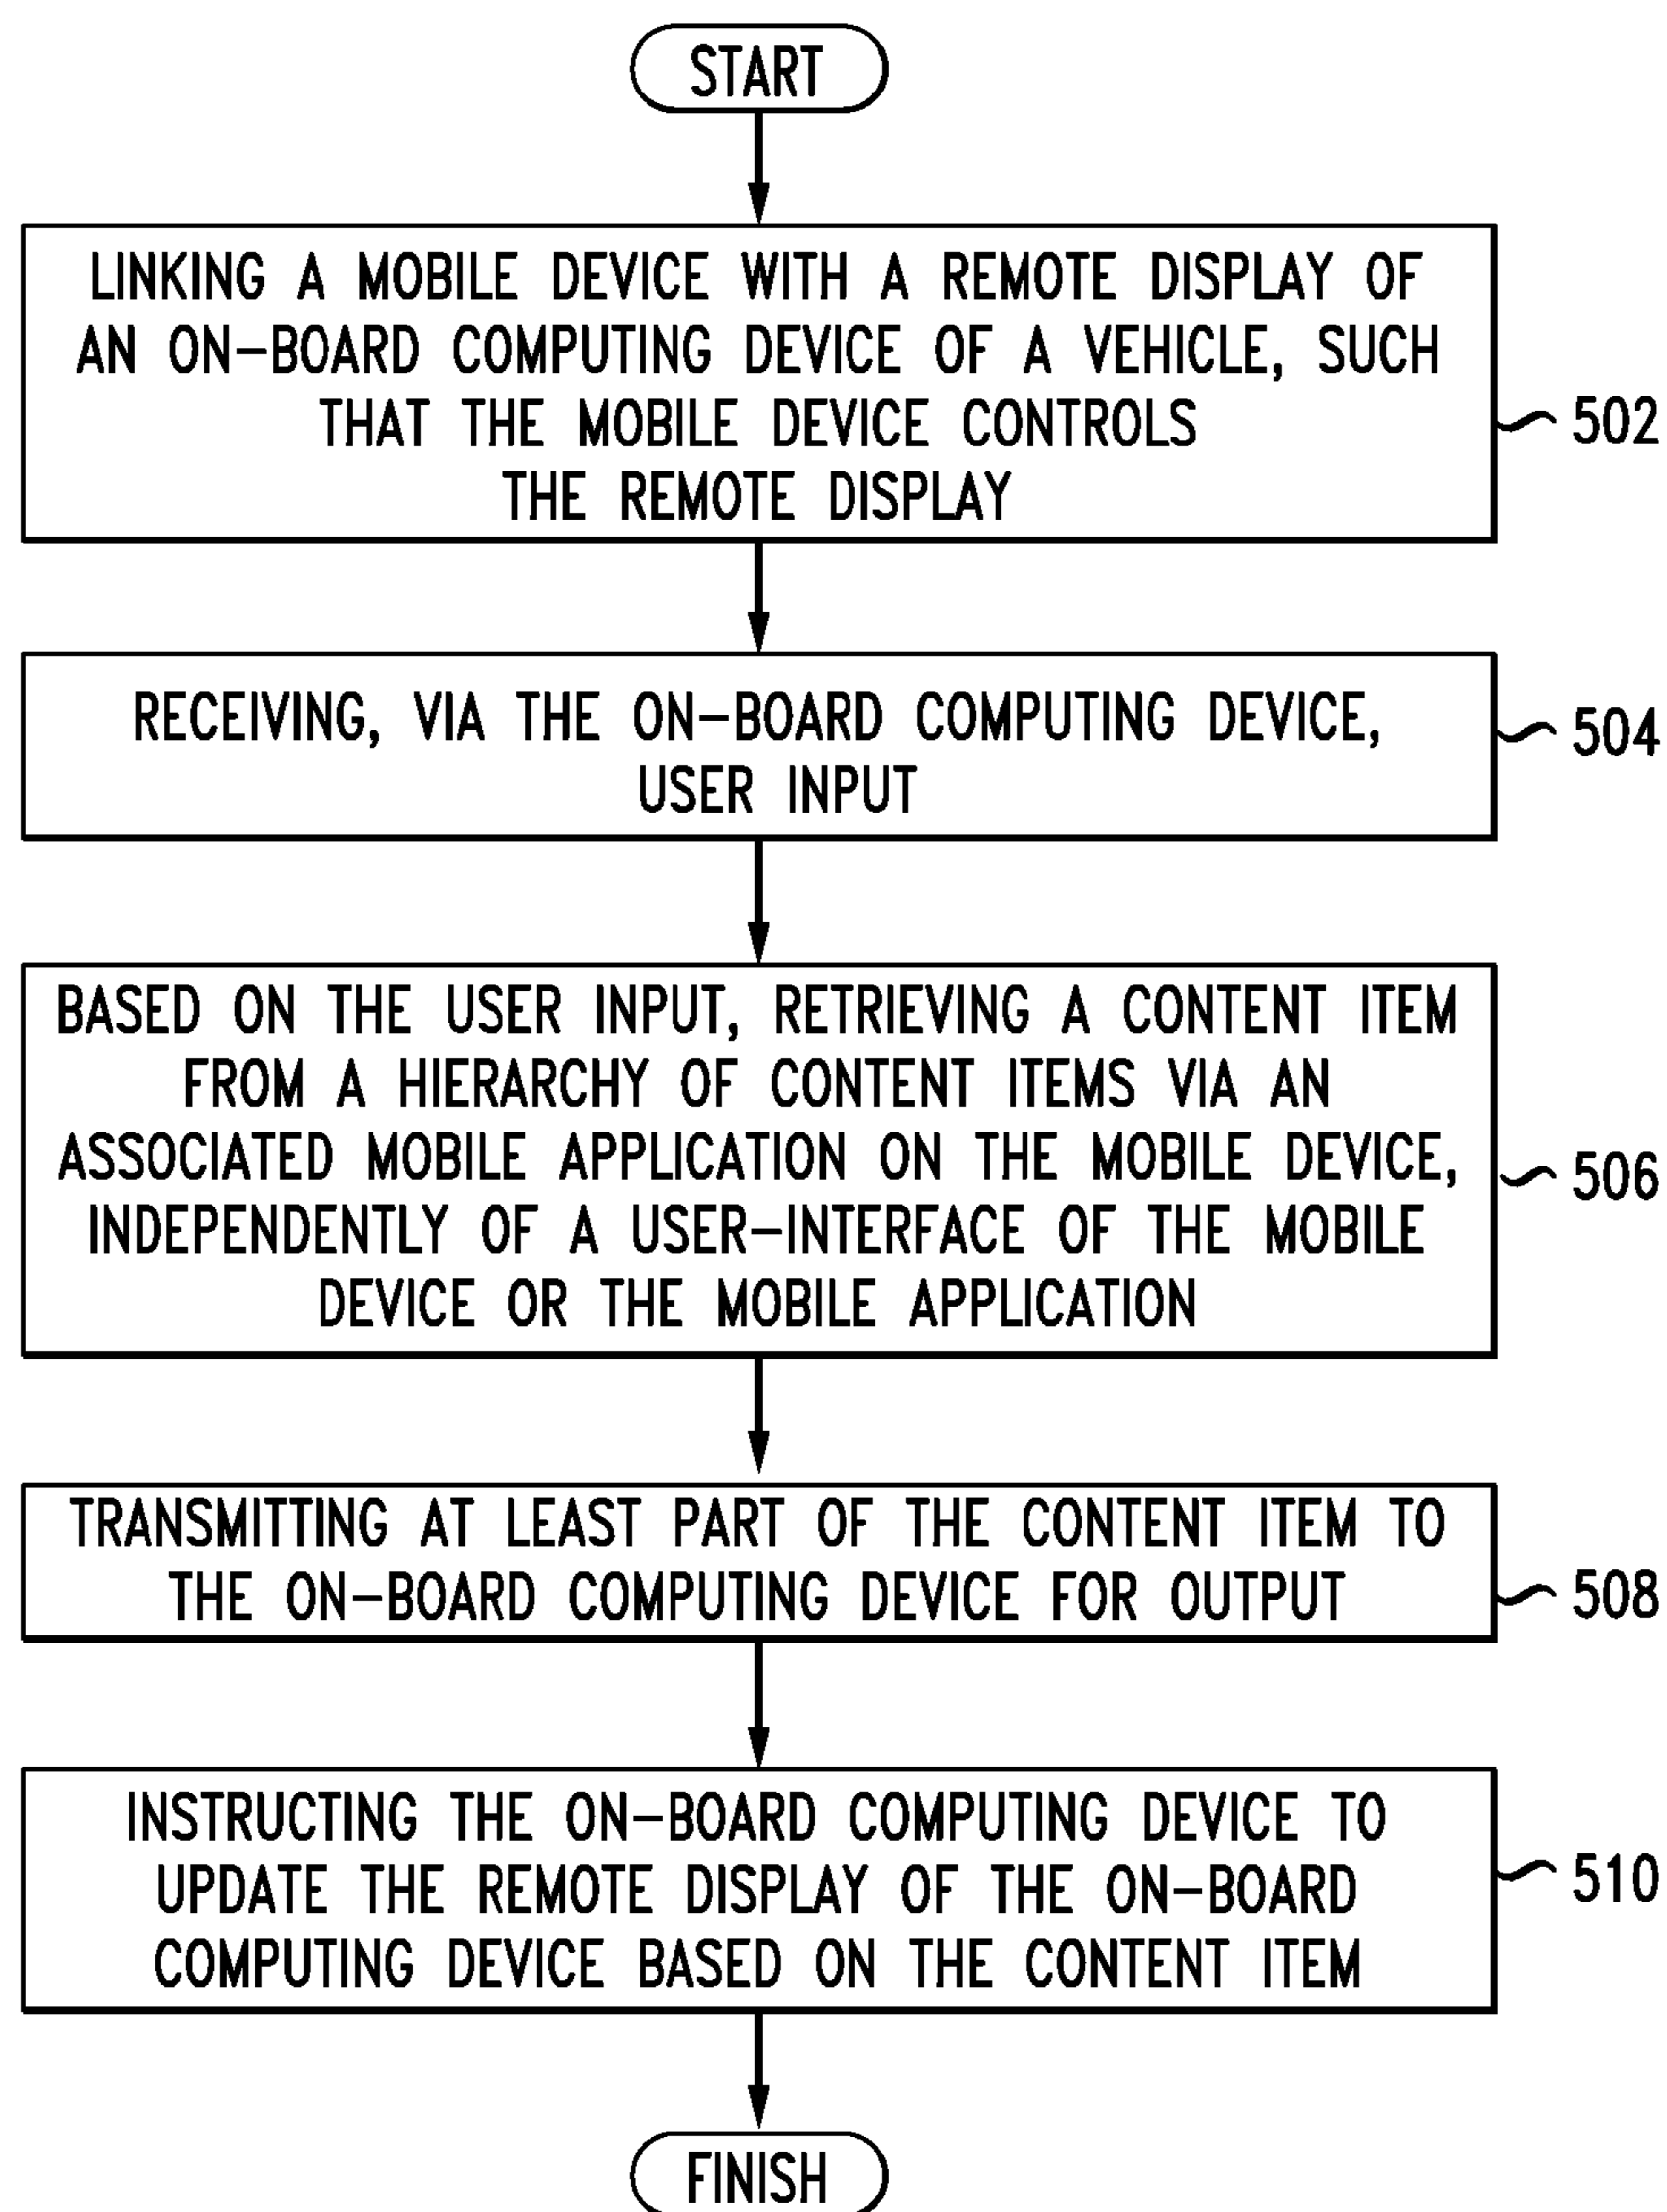 START
LINKING A MOBILE DEVICE WITH A REMOTE DISPLAY OF
AN ON-BOARD COMPUTING DEVICE OF A VEHICLE, SUCH
THAT THE MOBILE DEVICE CONTROLS
THE REMOTE DISPLAY
502
RECEIVING, VIA THE ON-BOARD COMPUTING DEVICE,
USER INPUT
504
BASED ON THE USER INPUT, RETRIEVING A CONTENT ITEM
FROM A HIERARCHY OF CONTENT ITEMS VIA AN
ASSOCIATED MOBILE APPLICATION ON THE MOBILE DEVICE,
INDEPENDENTLY OF A USER-INTERFACE OF THE MOBILE
DEVICE OR THE MOBILE APPLICATION
506
TRANSMITTING AT LEAST PART OF THE CONTENT ITEM TO
THE ON-BOARD COMPUTING DEVICE FOR OUTPUT
508
INSTRUCTING THE ON-BOARD COMPUTING DEVICE TO
UPDATE THE REMOTE DISPLAY OF THE ON-BOARD
COMPUTING DEVICE BASED ON THE CONTENT ITEM
510
FINISH